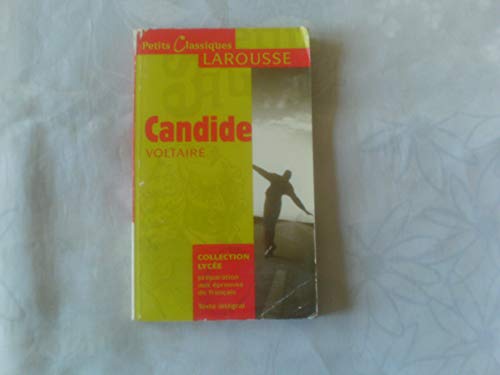 Petits Classiques
LAROUSSE
Candide
VOLTAIRE
COLLECTION
LYCÉE
préparation
aux épreuves
de français
Texte intégral